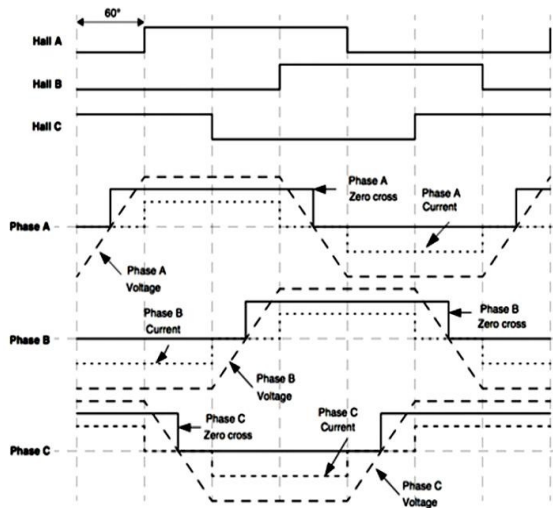 60°
Hall A
Hall B
Hall C
Phase A
Zero cross
Phase A
Current
Phase A
Phase A
Voltage
Phase B
Current
Phase B
Zero cross
Phase B
Phase B
Voltage
Phase C
Zero cross
Phase C
Current
Phase C
Phase C
Voltage